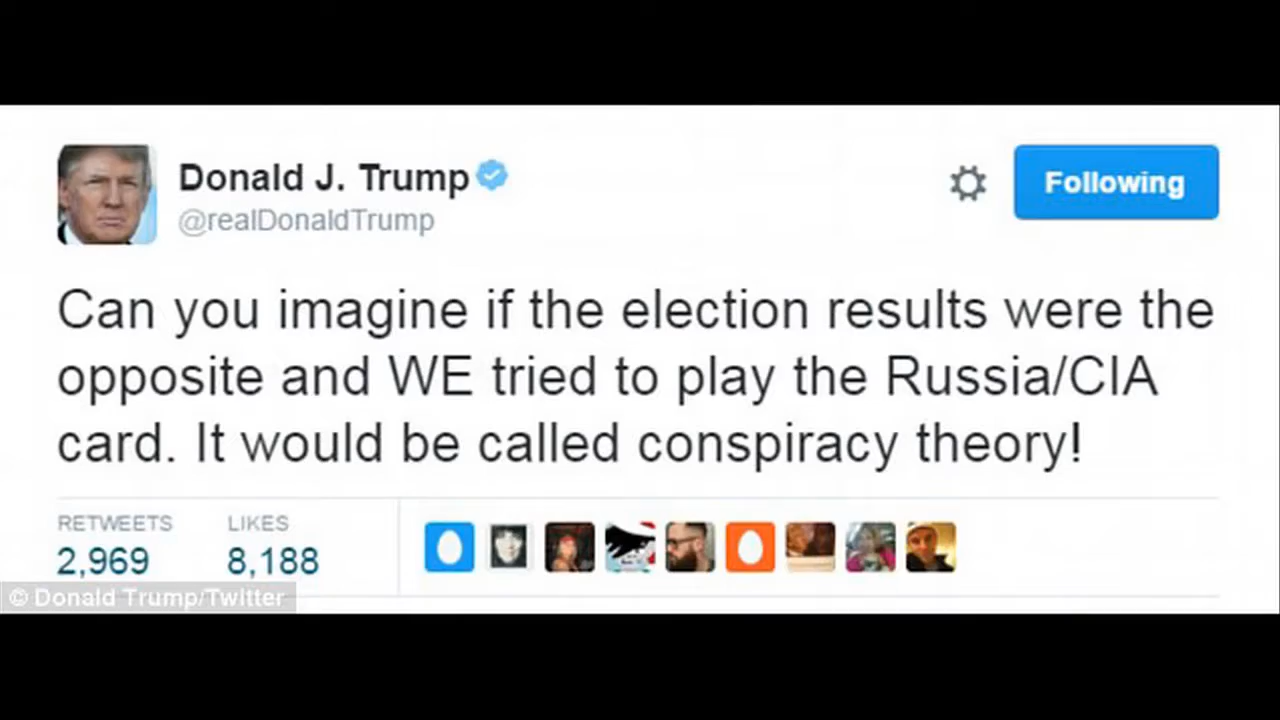 Donald J. Trump
@realDonaldTrump
Following
Can you imagine if the election results were the
opposite and WE tried to play the Russia/CIA
card. It would be called conspiracy theory!
RETWEETS LIKES
2,969 8,188
© Donald Trump/Twitter